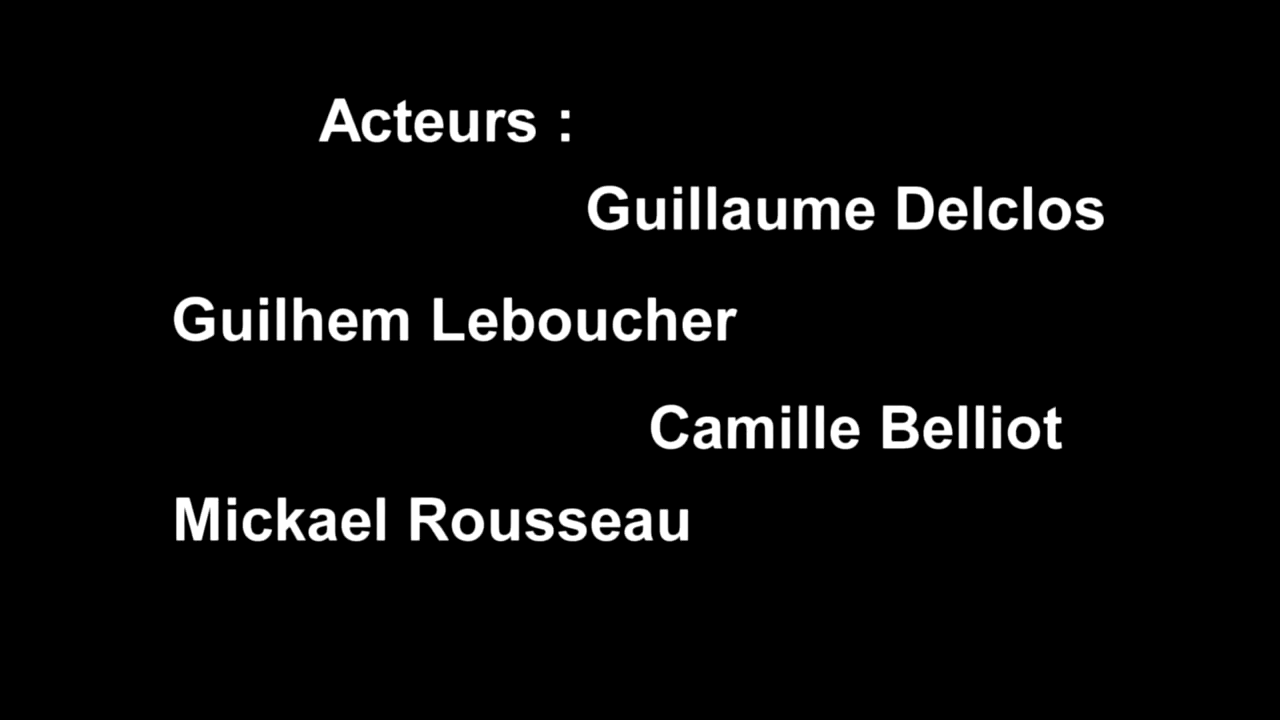 Acteurs :
Guillaume Delclos
Guilhem Leboucher
Camille Belliot
Mickael Rousseau